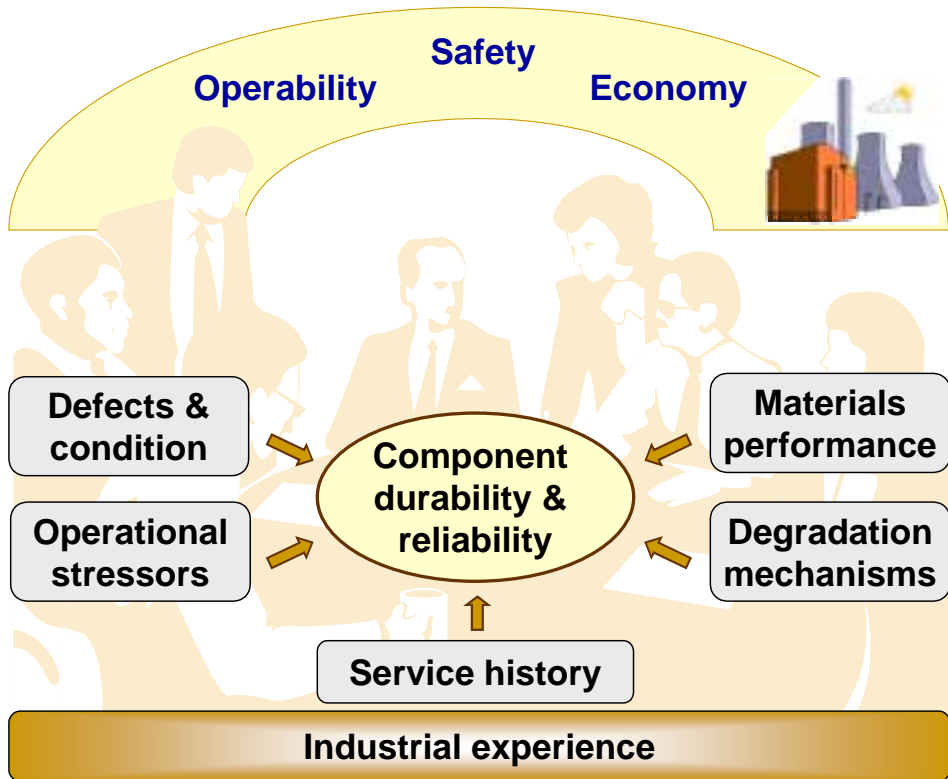 Safety
Operability
Economy
Defects &
condition
Materials
performance
Component
durability &
reliability
Operational
stressors
Degradation
mechanisms
Service history
Industrial experience